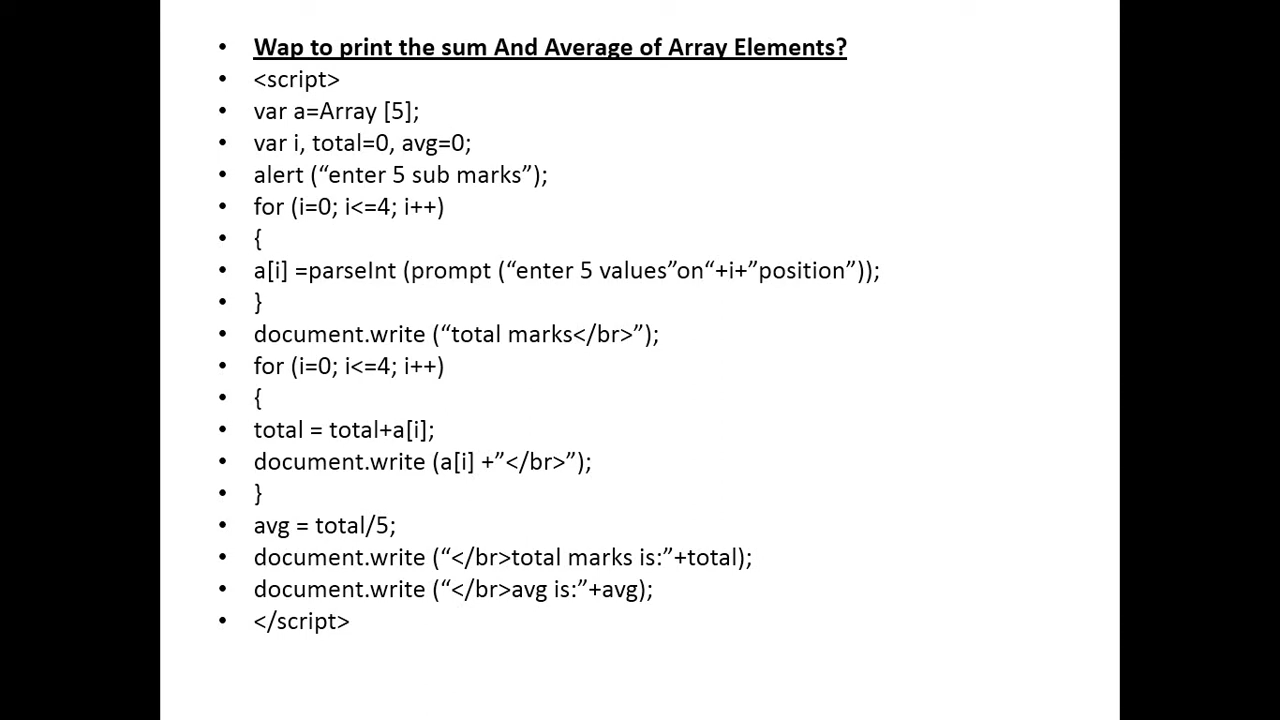 • Wap to print the sum And Average of Array Elements?
• <script>
• var a=Array [5];
• var i, total=0, avg=0;
• alert (“enter 5 sub marks”);
• for (i=0; i<=4; i++)
• {
• a[i] =parseInt (prompt (“enter 5 values”on“+i+”position”));
• }
• document.write (“total marks</br>”);
• for (i=0; i<=4; i++)
• {
• total = total+a[i];
• document.write (a[i] +”</br>”);
• }
• avg = total/5;
• document.write (“</br>total marks is:”+total);
• document.write (“</br>avg is:”+avg);
• </script>